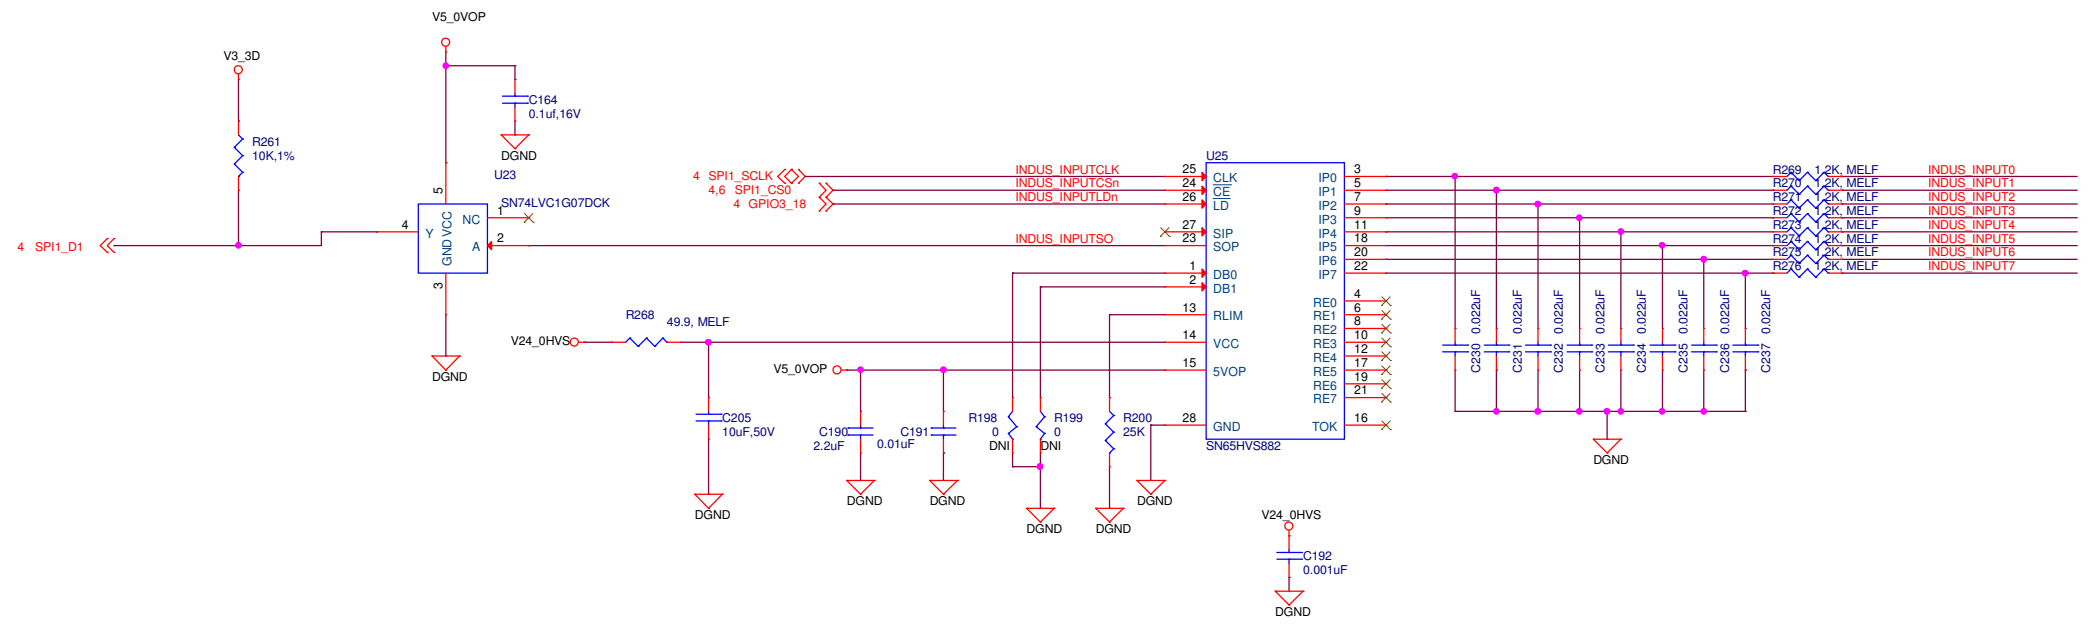 V5_0VOP
V3_3D
C164
0.1uf,16V
R261
10K,1%
DGND
U23
SN74LVC1G07DCK
5
4
Y
GND VCC
NC
1
A
2
3
4 SPI1_D1
DGND
4 SPI1_SCLK
4,6 SPI1_CS0
4 GPIO3_18
INDUS_INPUTCLK
INDUS_INPUTCSn
INDUS_INPUTLDn
INDUS_INPUTSO
U25
25 CLK
24 CE
26 LD
27 SIP
23 SOP
1 DB0
2 DB1
13 RLIM
14 VCC
15 5VOP
28 GND
IP0 3
IP1 5
IP2 7
IP3 9
IP4 11
IP5 18
IP6 20
IP7 22
RE0 4
RE1 6
RE2 8
RE3 10
RE4 12
RE5 17
RE6 19
RE7 21
TOK 16
SN65HVS882
R269 1.2K, MELF INDUS_INPUT0
R270 1.2K, MELF INDUS_INPUT1
R271 1.2K, MELF INDUS_INPUT2
R272 1.2K, MELF INDUS_INPUT3
R273 1.2K, MELF INDUS_INPUT4
R274 1.2K, MELF INDUS_INPUT5
R275 1.2K, MELF INDUS_INPUT6
R276 1.2K, MELF INDUS_INPUT7
C230 0.022uF
C231 0.022uF
C232 0.022uF
C233 0.022uF
C234 0.022uF
C235 0.022uF
C236 0.022uF
C237 0.022uF
DGND
R268
49.9, MELF
V24_0HVS
V5_0VOP
C205
10uF,50V
DGND
C190
2.2uF
DGND
C191
0.01uF
DGND
R198
0
DNI
R199
0
DNI
DGND
R200
25K
DGND
DGND
V24_0HVS
C192
0.001uF
DGND